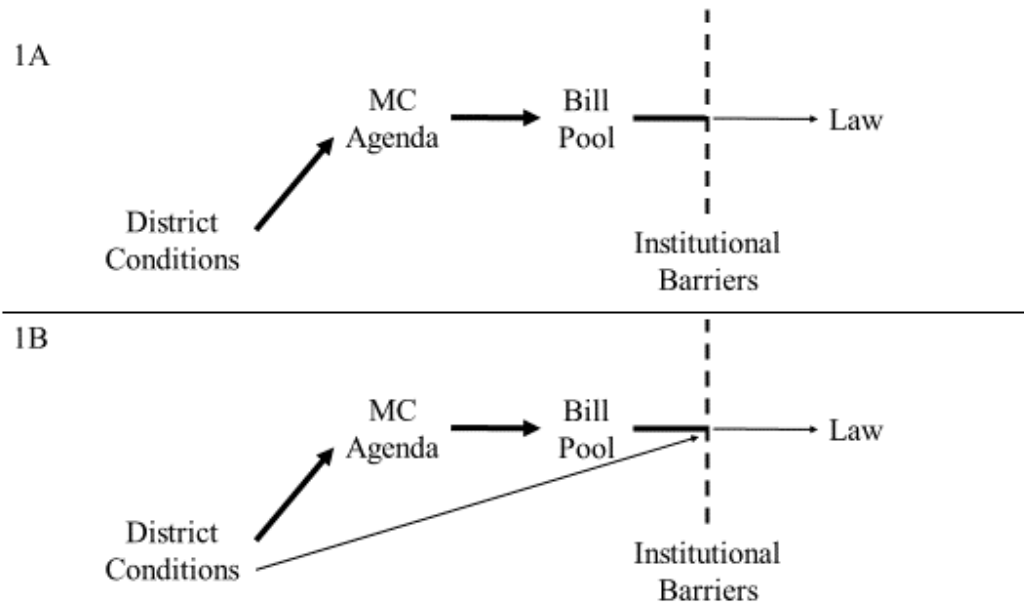 1A
MC
Agenda
Bill
Pool
Law
District
Conditions
Institutional
Barriers
1B
MC
Agenda
Bill
Pool
Law
District
Conditions
Institutional
Barriers